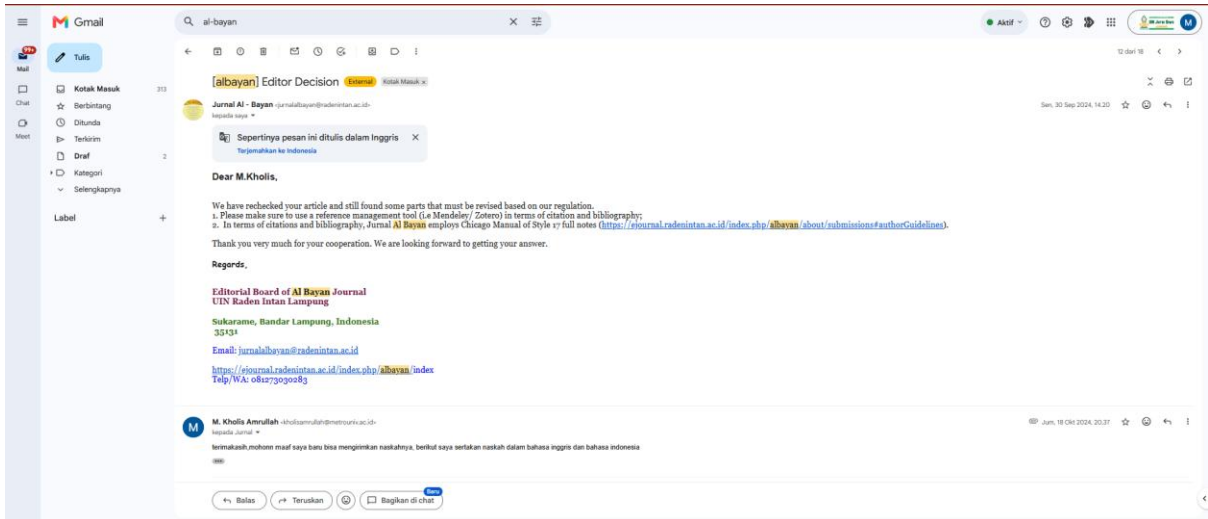 Gmail
al-bayan
Aktif
M
99+
Mail
Chat
Meet
Tulis
Kotak Masuk 313
Berbintang
Ditunda
Terkirim
Draf 2
Kategori
Selengkapnya
Label
12 dari 18
[albayan] Editor Decision External Kotak Masuk x
Jurnal Al - Bayan <jurnalalbayan@radenintan.ac.id>
kepada saya
Sen, 30 Sep 2024, 14.20
Sepertinya pesan ini ditulis dalam Inggris
Terjemahkan ke Indonesia
Dear M.Kholis,
We have rechecked your article and still found some parts that must be revised based on our regulation.
1. Please make sure to use a reference management tool (i.e Mendeley/ Zotero) in terms of citation and bibliography;
2. In terms of citations and bibliography, Jurnal Al Bayan employs Chicago Manual of Style 17 full notes (https://ejournal.radenintan.ac.id/index.php/albayan/about/submissions#authorGuidelines).
Thank you very much for your cooperation. We are looking forward to getting your answer.
Regards,
Editorial Board of Al Bayan Journal
UIN Raden Intan Lampung
Sukarame, Bandar Lampung, Indonesia
35131
Email: jurnalalbayan@radenintan.ac.id
https://ejournal.radenintan.ac.id/index.php/albayan/index
Telp/WA: 081273030283
M
M. Kholis Amrullah <kholisamrullah@metrouniv.ac.id>
kepada Jurnal
Jum, 18 Okt 2024, 20.37
terimakasih,mohonn maaf saya baru bisa mengirimkan naskahnya, berikut saya sertakan naskah dalam bahasa inggris dan bahasa indonesia
Balas
Teruskan
Bagikan di chat
Baru